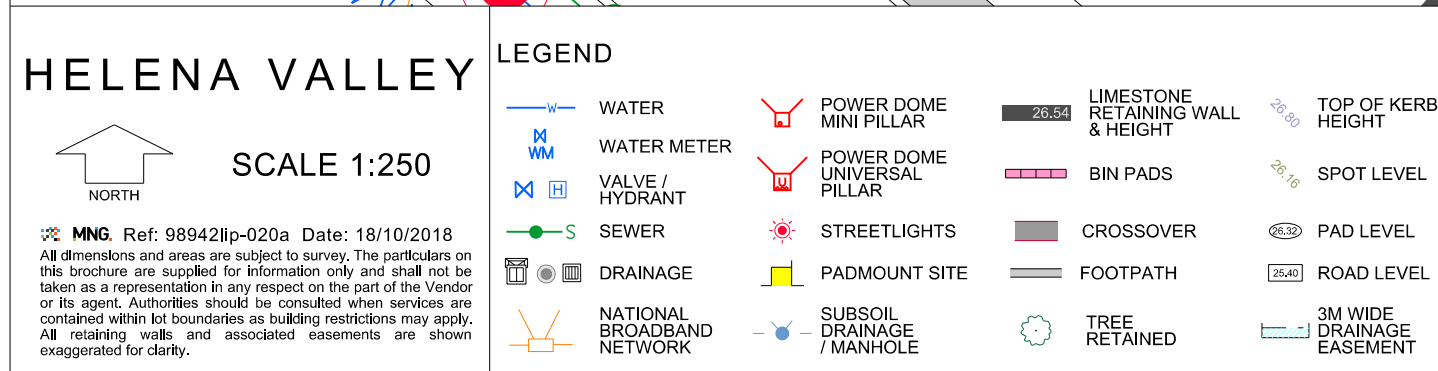 HELENA VALLEY
NORTH
SCALE 1:250
MNG. Ref: 98942lip-020a Date: 18/10/2018
All dimensions and areas are subject to survey. The particulars on
this brochure are supplied for information only and shall not be
taken as a representation in any respect on the part of the Vendor
or its agent. Authorities should be consulted when services are
contained within lot boundaries as building restrictions may apply.
All retaining walls and associated easements are shown
exaggerated for clarity.
LEGEND
W WATER
WM WATER METER
H VALVE /
HYDRANT
S SEWER
DRAINAGE
NATIONAL
BROADBAND
NETWORK
POWER DOME
MINI PILLAR
U POWER DOME
UNIVERSAL
PILLAR
STREETLIGHTS
PADMOUNT SITE
SUBSOIL
DRAINAGE
/ MANHOLE
26.54 LIMESTONE
RETAINING WALL
& HEIGHT
BIN PADS
CROSSOVER
FOOTPATH
TREE
RETAINED
26.80 TOP OF KERB
HEIGHT
26.16 SPOT LEVEL
26.32 PAD LEVEL
25.40 ROAD LEVEL
3M WIDE
DRAINAGE
EASEMENT